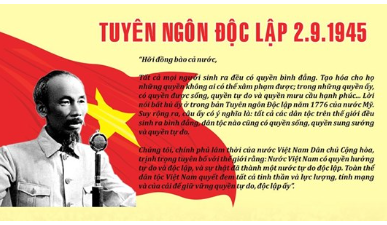 TUYÊN NGÔN ĐỘC LẬP 2.9.1945
"Hỡi đồng bào cả nước,
Tất cả mọi người sinh ra đều có quyền bình đẳng. Tạo hóa cho họ
những quyền không ai có thể xâm phạm được; trong những quyền ấy,
có quyền được sống, quyền tự do và quyền mưu cầu hạnh phúc... Lời
nói bất hủ ấy ở trong bản Tuyên ngôn Độc lập năm 1776 của nước Mỹ.
Suy rộng ra, câu ấy có ý nghĩa là: tất cả các dân tộc trên thế giới đều
sinh ra bình đẳng, dân tộc nào cũng có quyền sống, quyền sung sướng
và quyền tự do.
Chúng tôi, chính phủ lâm thời của nước Việt Nam Dân chủ Cộng hòa,
trịnh trọng tuyên bố với thế giới rằng: Nước Việt Nam có quyền hưởng
tự do và độc lập, và sự thật đã thành một nước tự do độc lập. Toàn thể
dân tộc Việt Nam quyết đem tất cả tinh thần và lực lượng, tính mạng
và của cải để giữ vững quyền tự do, độc lập ấy".